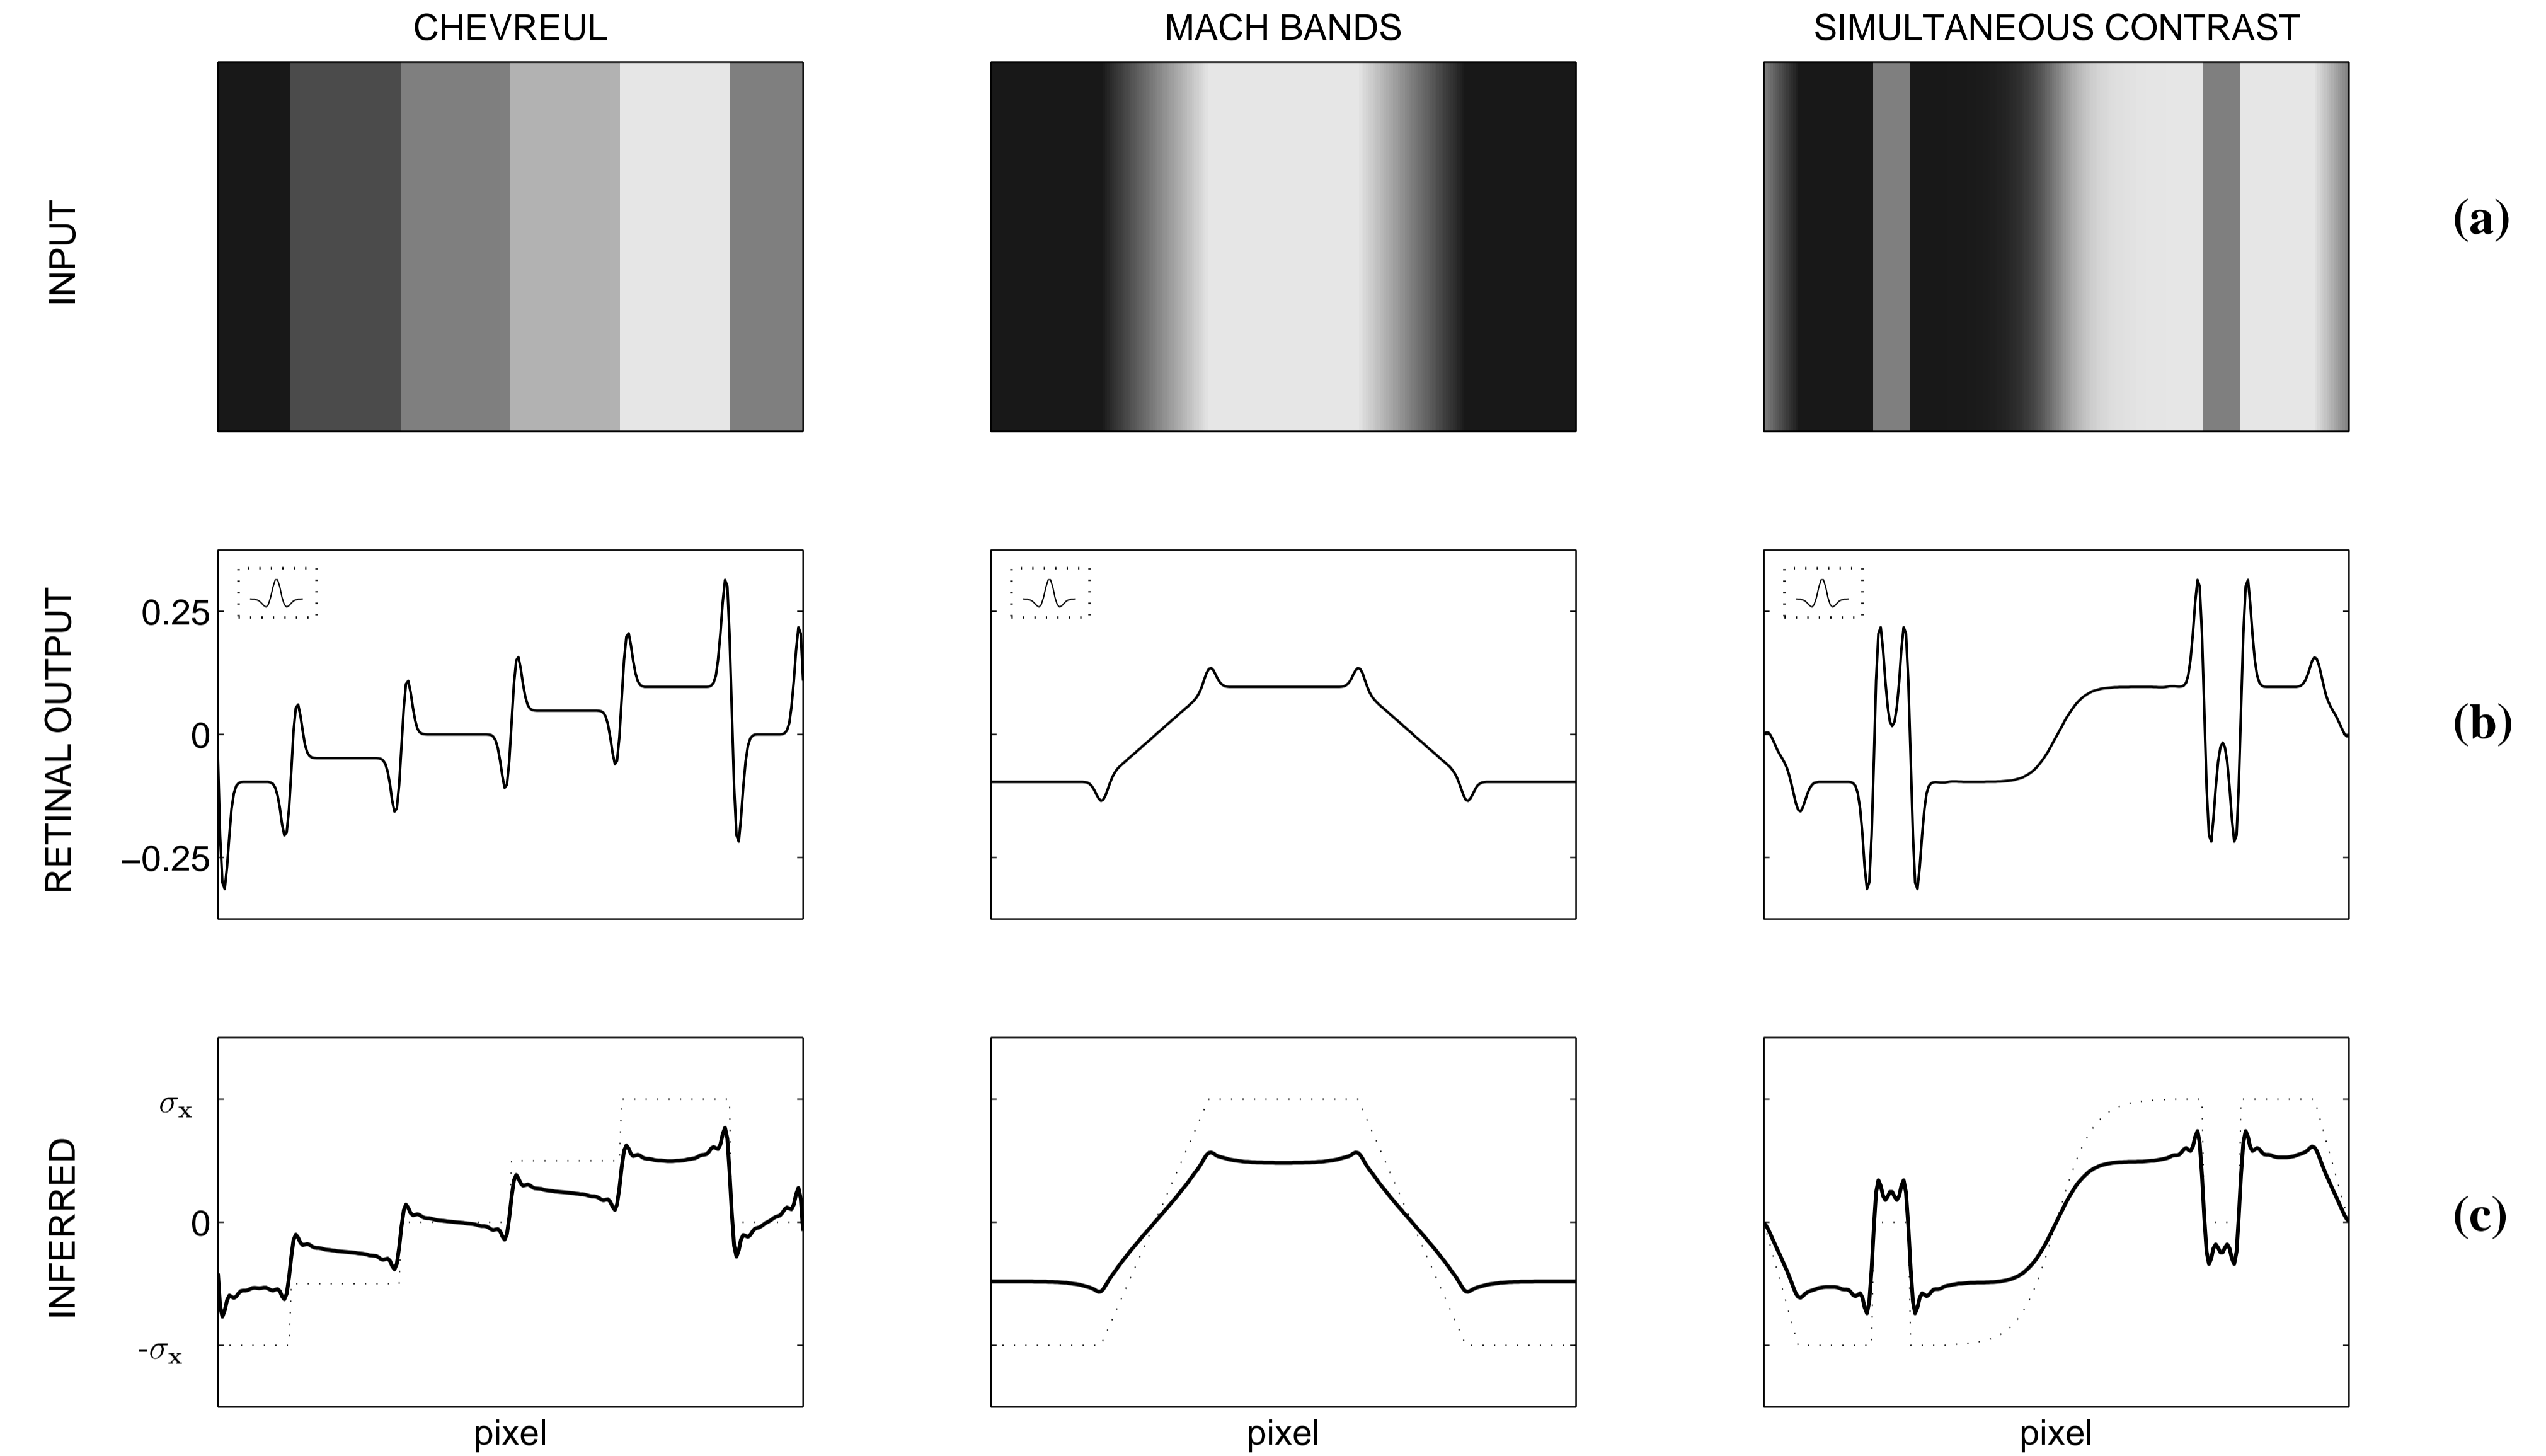 CHEVREUL
MACH BANDS
SIMULTANEOUS CONTRAST
INPUT
(a)
RETINAL OUTPUT
0.25
0
−0.25
(b)
INFERRED
σx
0
-σx
(c)
pixel
pixel
pixel